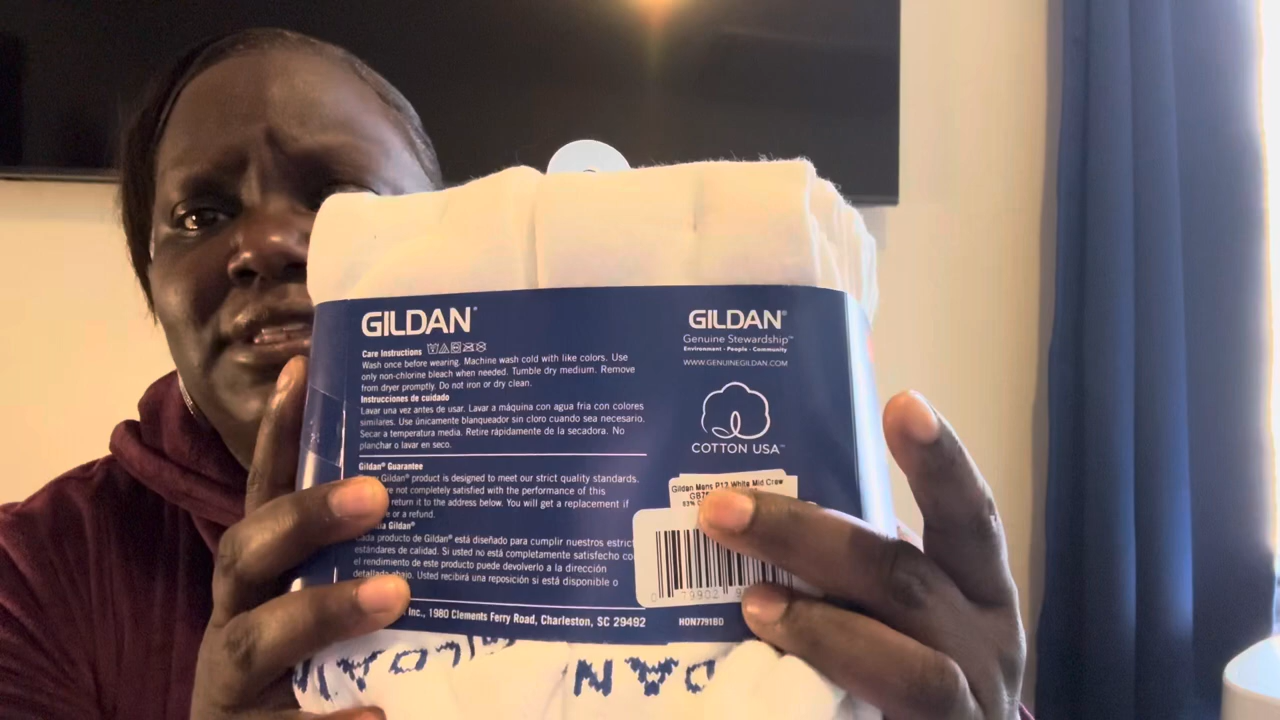 GILDAN®
Care Instructions
Wash once before wearing. Machine wash cold with like colors. Use
only non-chlorine bleach when needed. Tumble dry medium. Remove
from dryer promptly. Do not iron or dry clean.
Instrucciones de cuidado
Lavar una vez antes de usar. Lavar a máquina con agua fria con colores
similares. Use únicamente blanqueador sin cloro cuando sea necesario.
Secar a temperatura media. Retire rápidamente de la secadora. No
planchar o lavar en seco.
Gildan® Guarantee
Gildan® product is designed to meet our strict quality standards.
not completely satisfied with the performance of this
return it to the address below. You will get a replacement if
or a refund.
Gildan®
Cada producto de Gildan® está diseñado para cumplir nuestros
estándares de calidad. Si usted no está completamente satisfecho
el rendimiento de este producto puede devolverlo a la dirección
detallada abajo. Usted recibirá una reposición si está disponible o
Inc., 1980 Clements Ferry Road, Charleston, SC 29492
GILDAN®
Genuine Stewardship™
Environment · People · Community
WWW.GENUINEGILDAN.COM
COTTON USA™
Gildan Mens P12 White Mid Crew
0 79902
HON7791BD